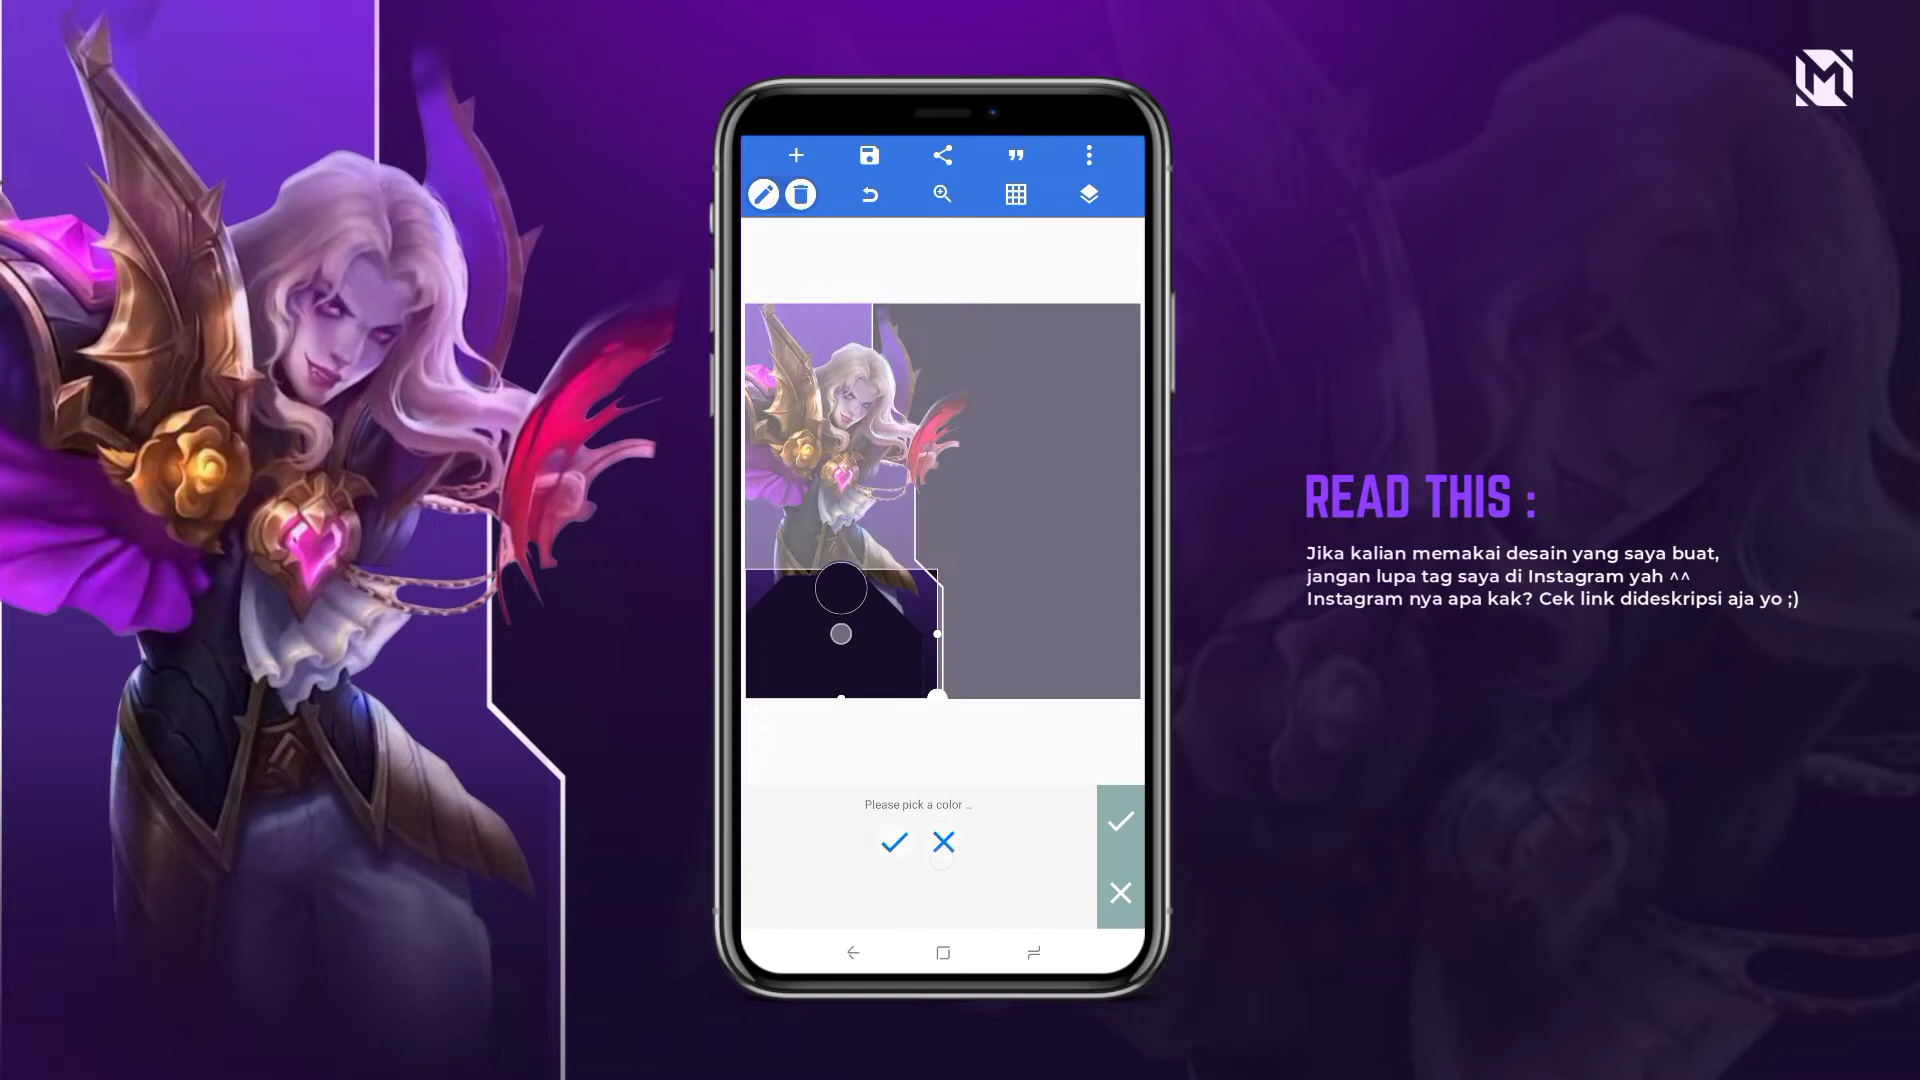 Please pick a color ...
READ THIS :
Jika kalian memakai desain yang saya buat,
jangan lupa tag saya di Instagram yah ^^
Instagram nya apa kak? Cek link dideskripsi aja yo ;)